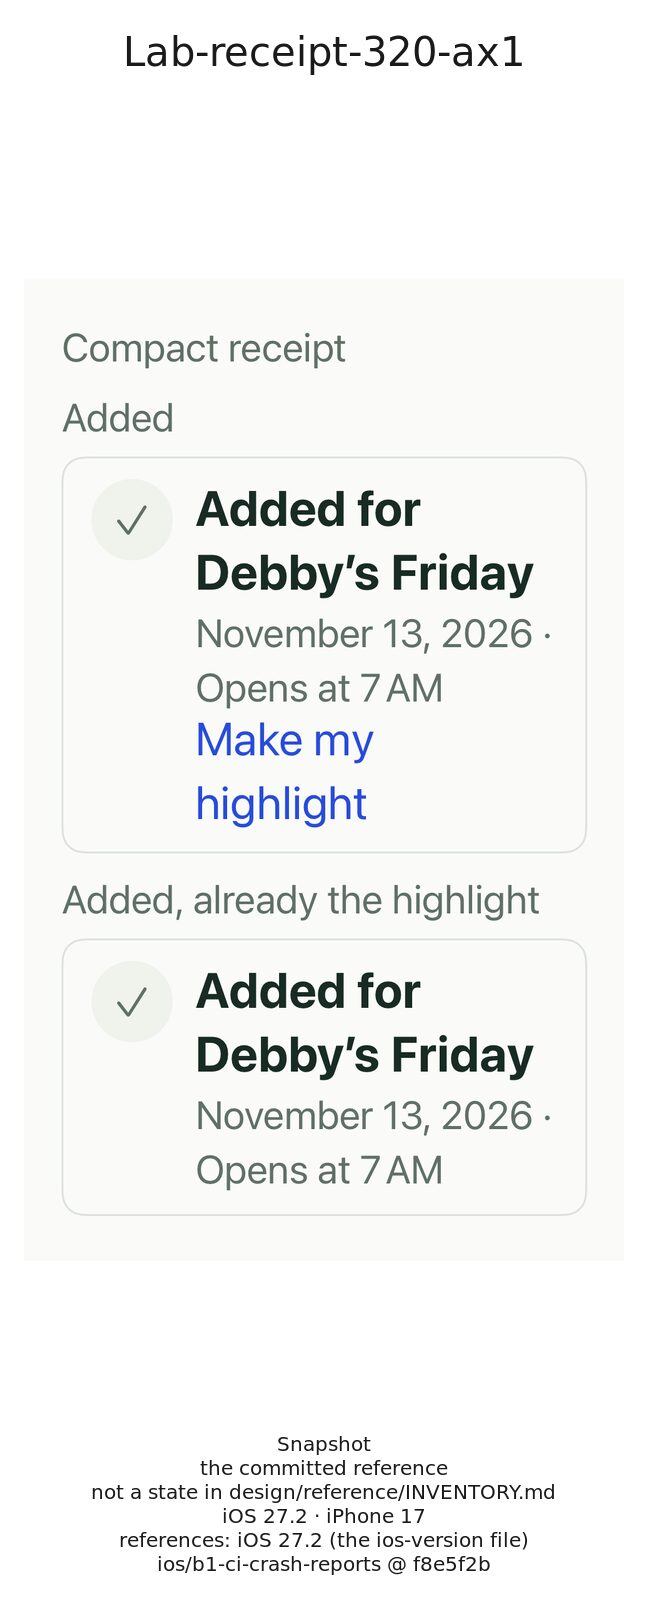 Lab-receipt-320-ax1
Compact receipt
Added
Added for
Debby’s Friday
November 13, 2026 ·
Opens at 7 AM
Make my
highlight
Added, already the highlight
Added for
Debby’s Friday
November 13, 2026 ·
Opens at 7 AM
Snapshot
the committed reference
not a state in design/reference/INVENTORY.md
iOS 27.2 · iPhone 17
references: iOS 27.2 (the ios-version file)
ios/b1-ci-crash-reports @ f8e5f2b